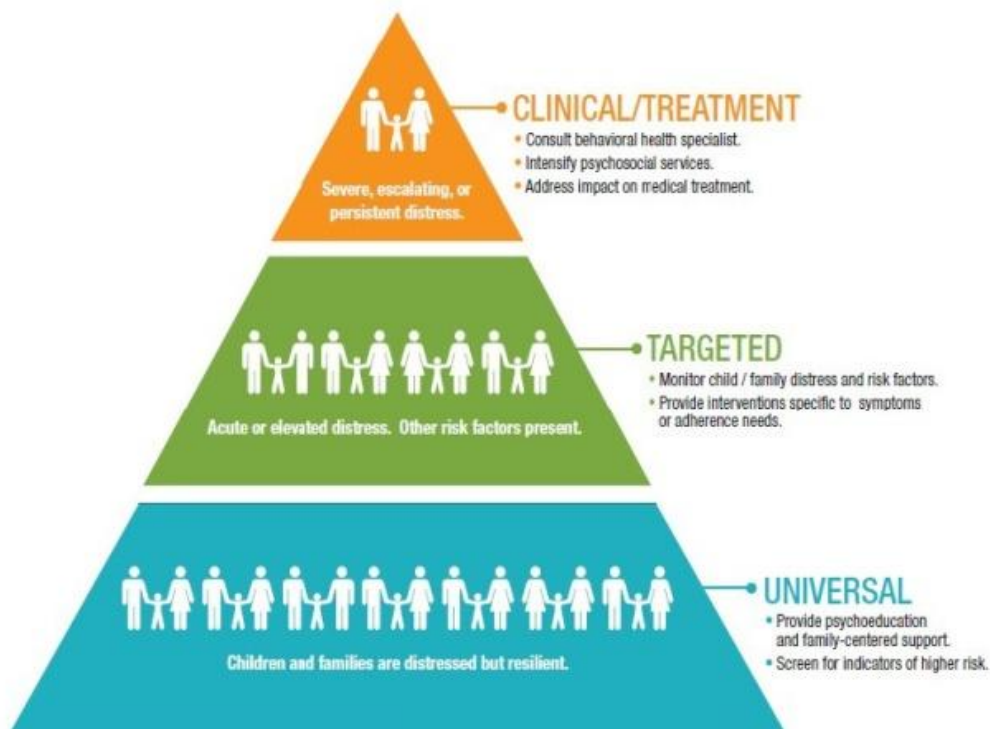 CLINICAL/TREATMENT
• Consult behavioral health specialist.
• Intensify psychosocial services.
• Address impact on medical treatment.
Severe, escalating, or
persistent distress.
TARGETED
• Monitor child / family distress and risk factors.
• Provide interventions specific to symptoms
or adherence needs.
Acute or elevated distress. Other risk factors present.
UNIVERSAL
• Provide psychoeducation
and family-centered support.
• Screen for indicators of higher risk.
Children and families are distressed but resilient.